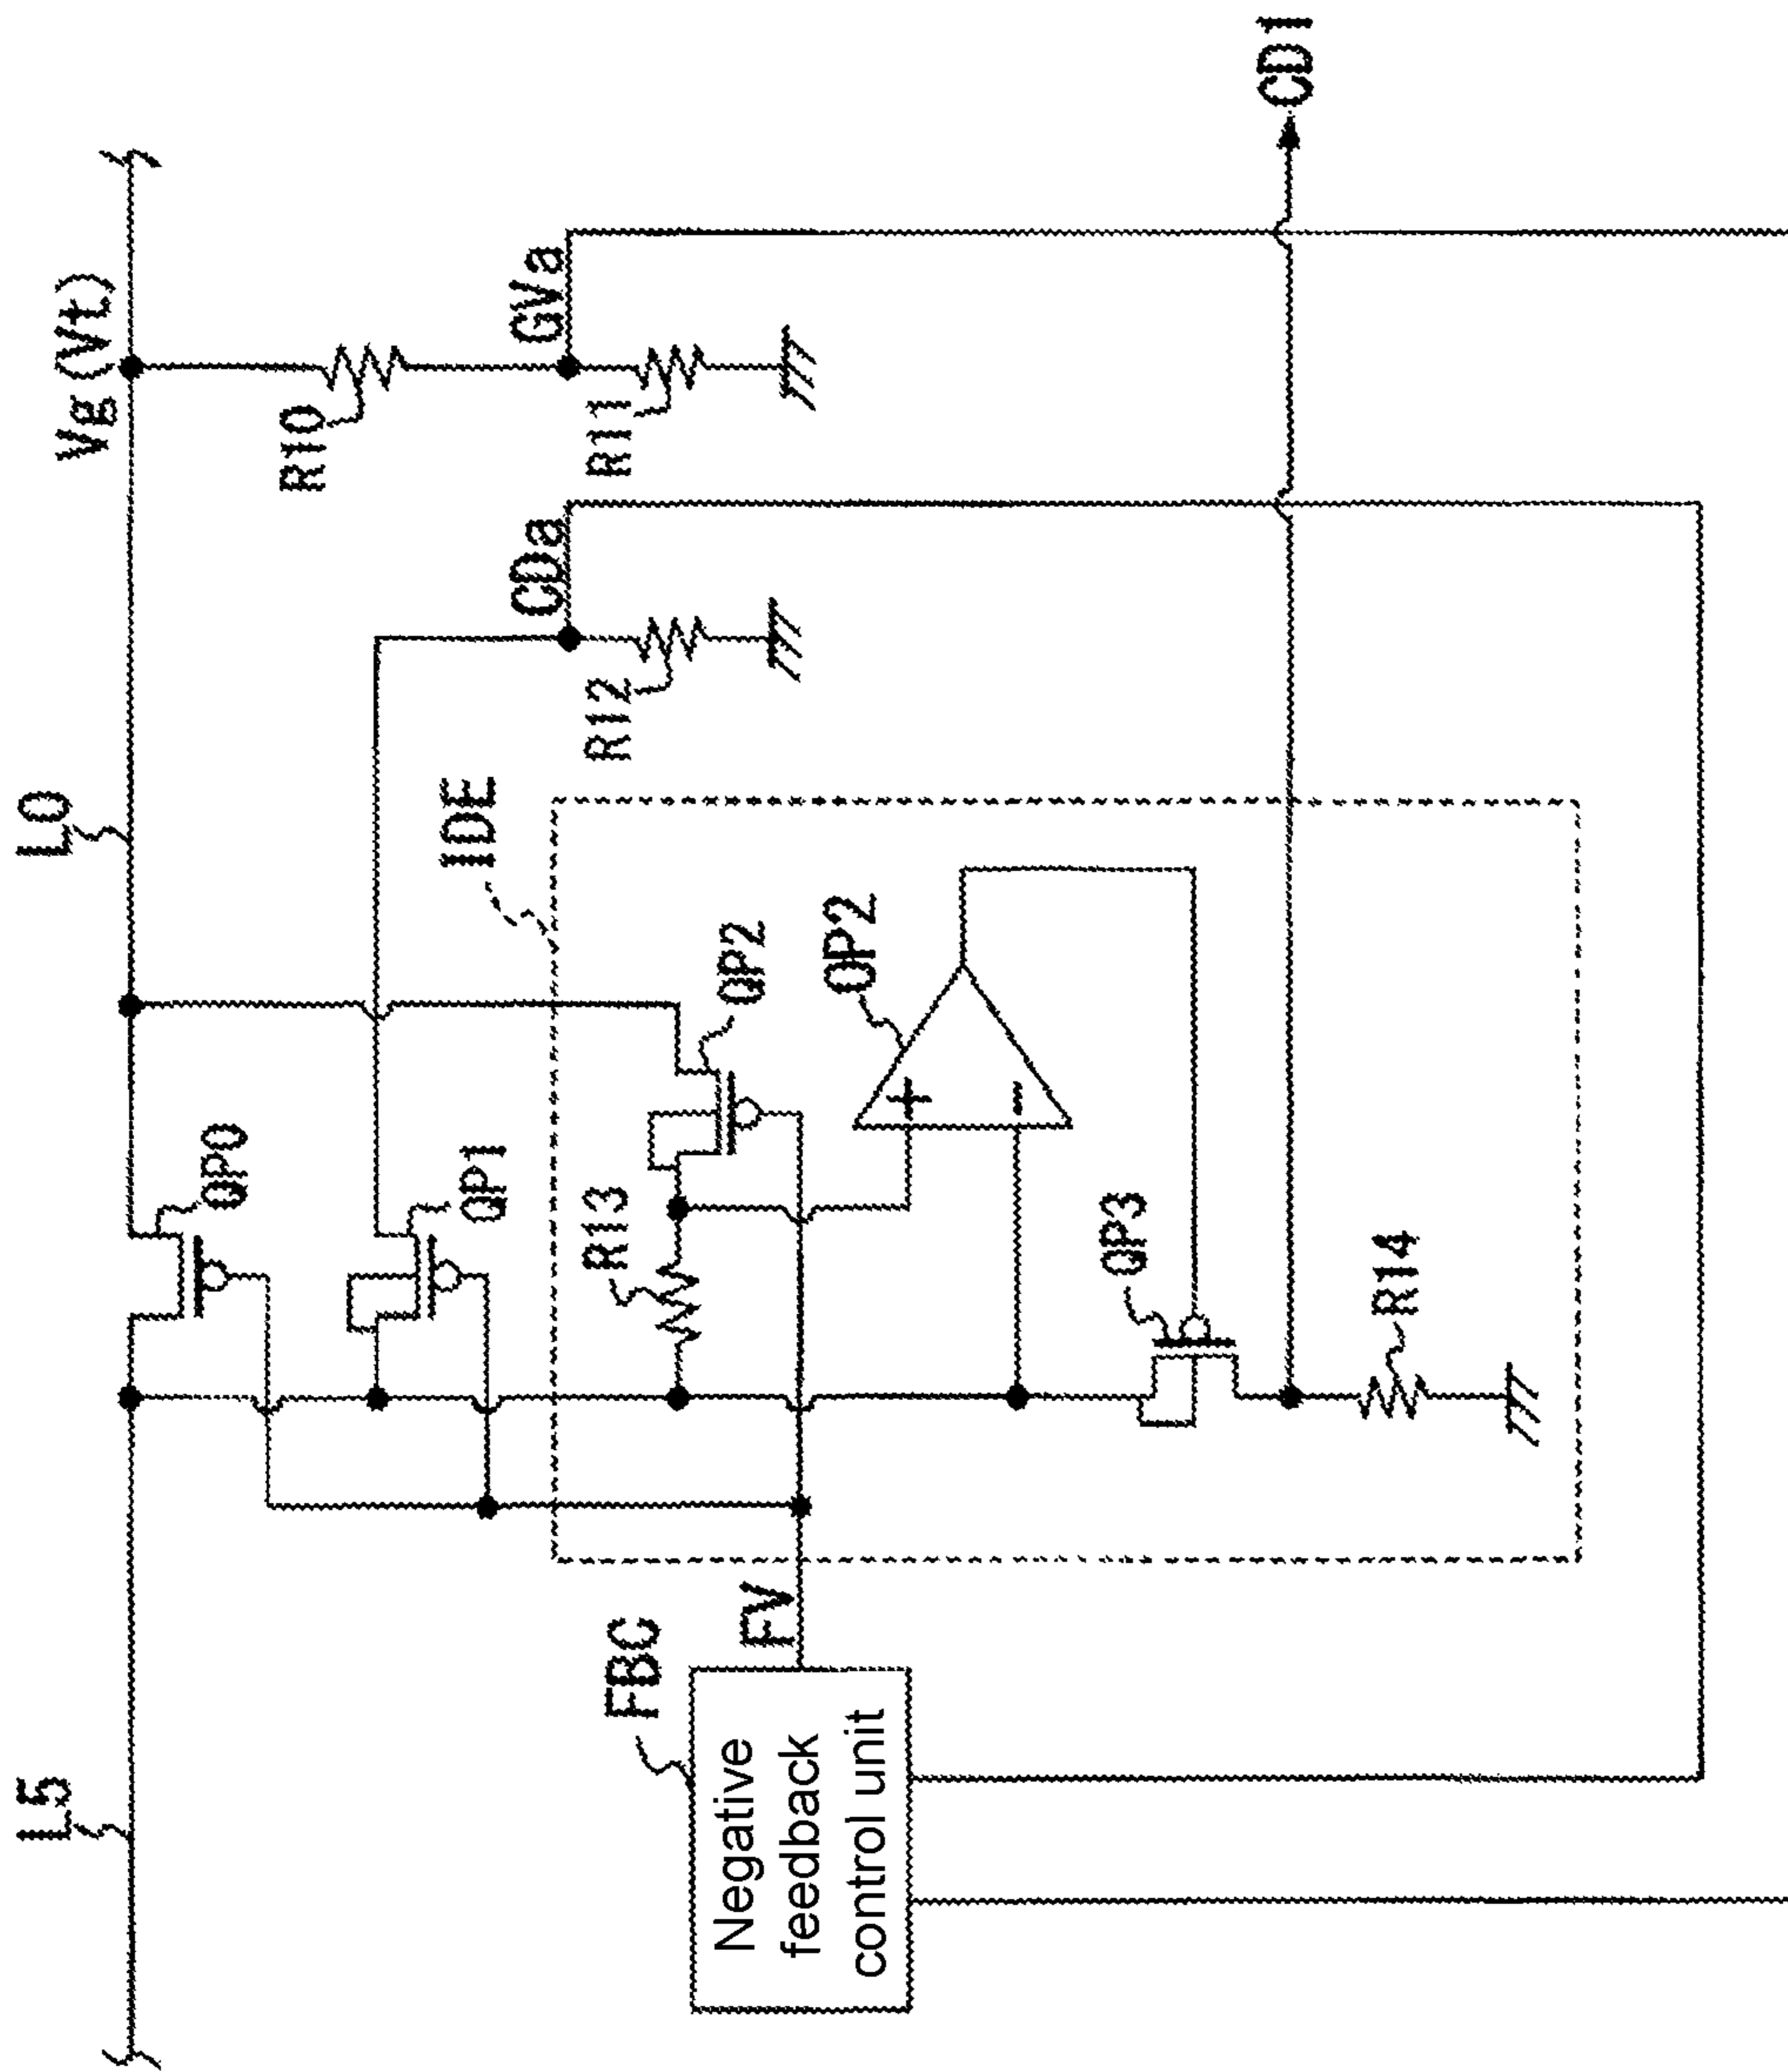 L5
L0
Vg(Vt)
QP0
R10
QP1
IDE
CDa
GVa
R13
R12
R11
FBC
QP2
FV
Negative
feedback
control unit
OP2
QP3
R14
CD1